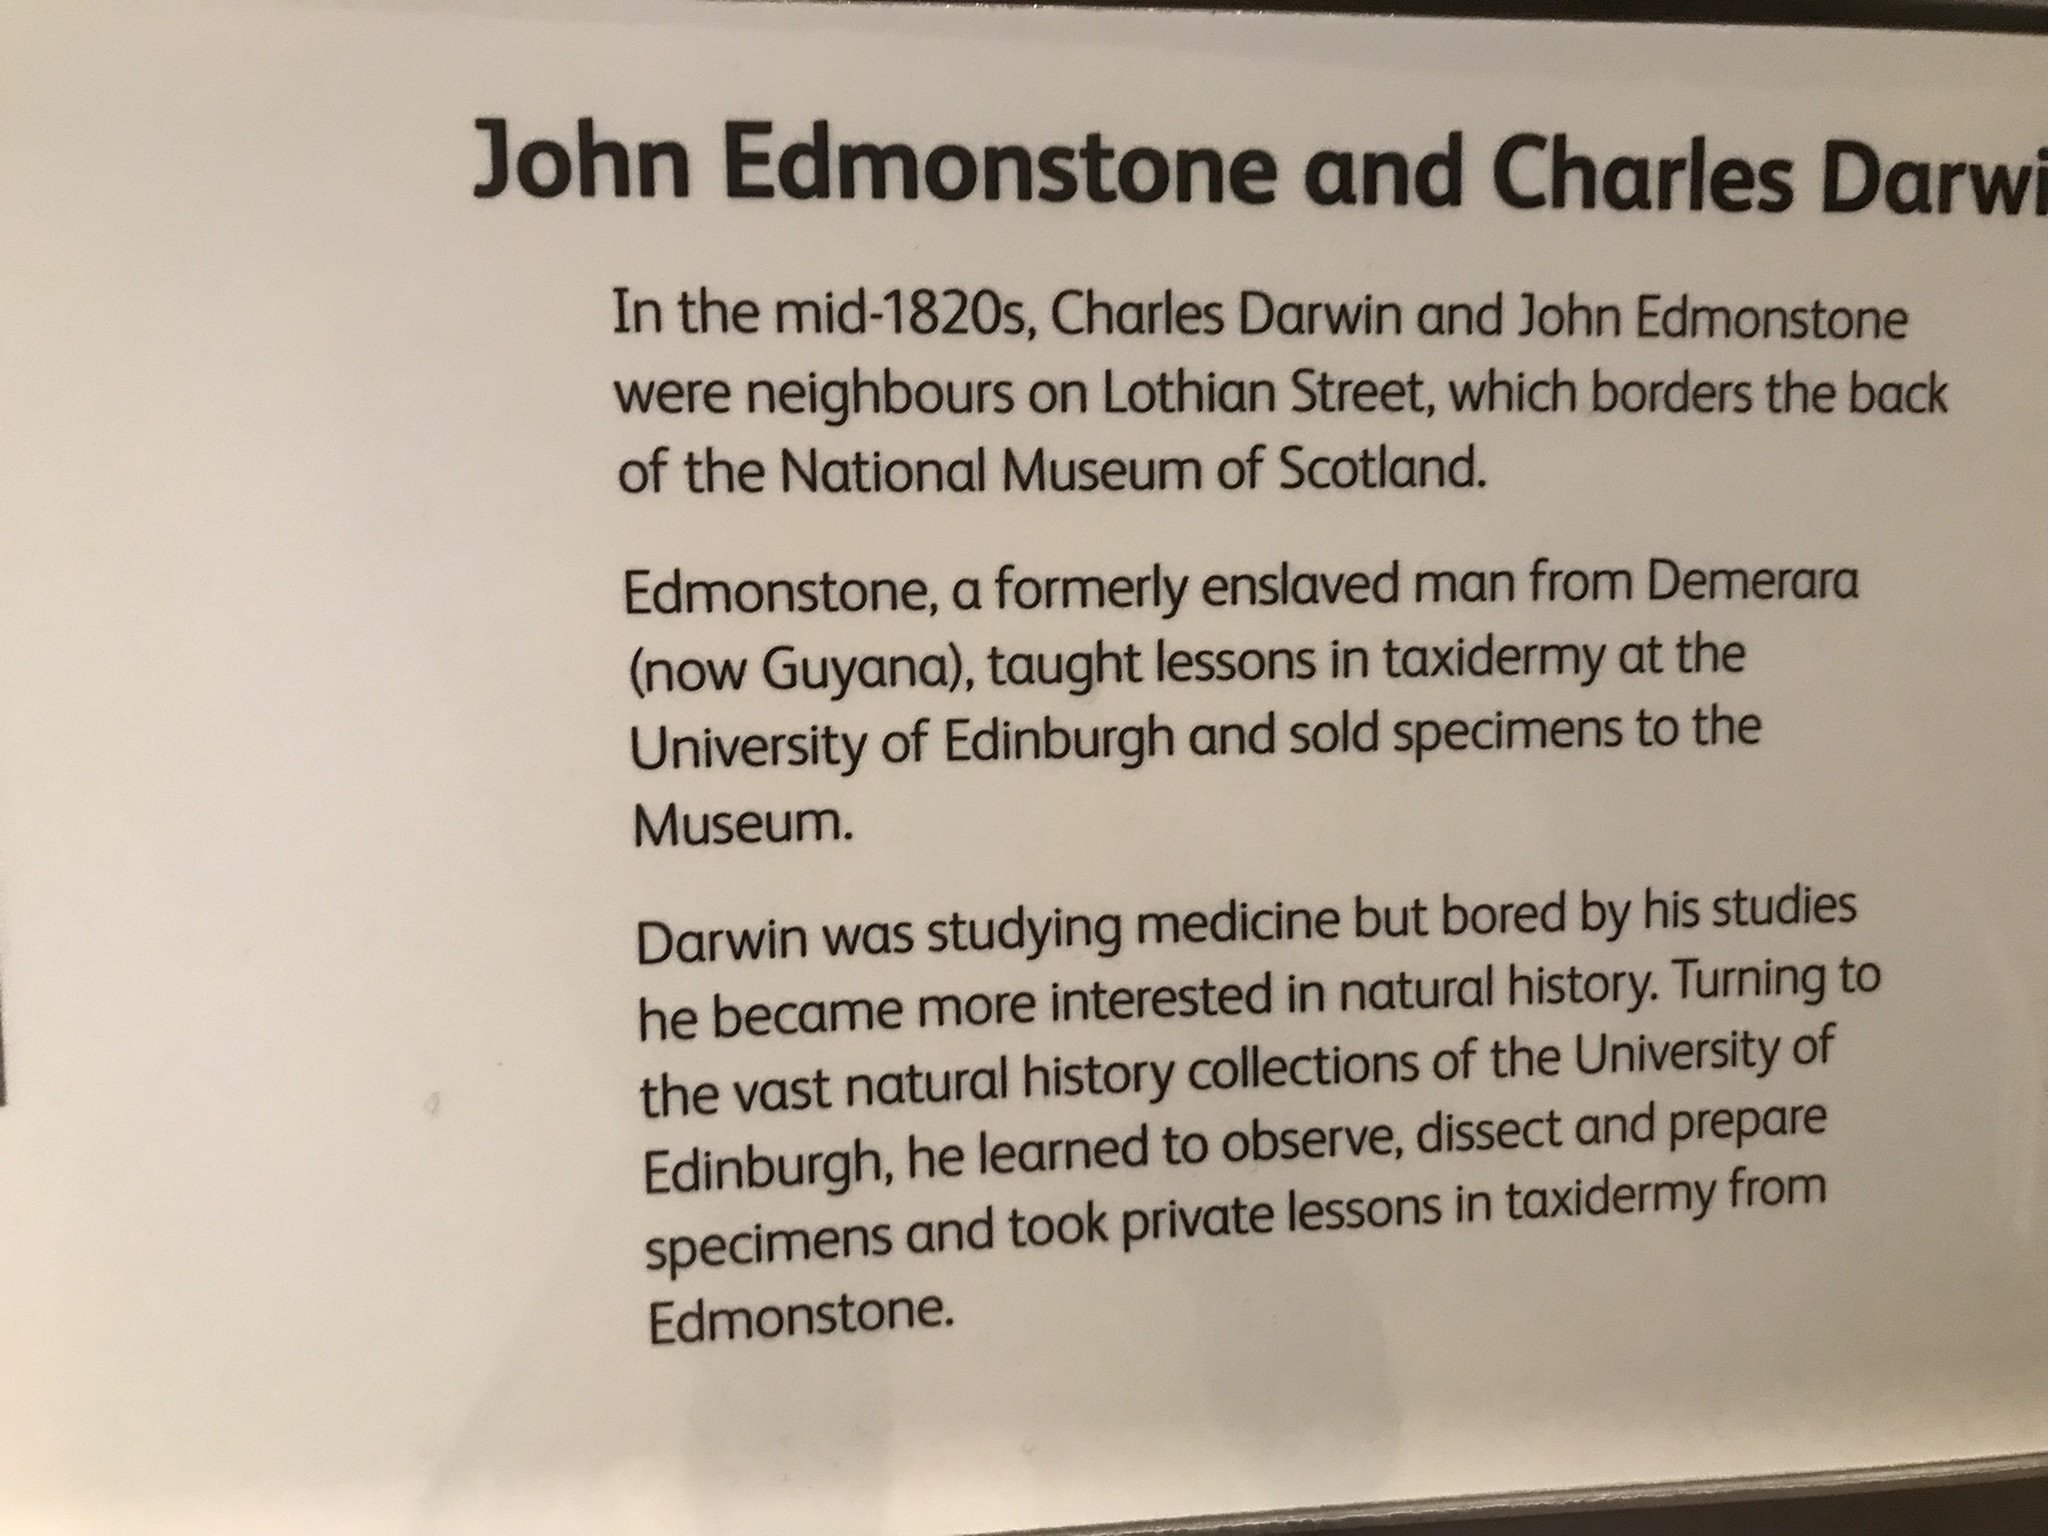 John Edmonstone and Charles Darwi
In the mid-1820s, Charles Darwin and John Edmonstone
were neighbours on Lothian Street, which borders the back
of the National Museum of Scotland.
Edmonstone, a formerly enslaved man from Demerara
(now Guyana), taught lessons in taxidermy at the
University of Edinburgh and sold specimens to the
Museum.
Darwin was studying medicine but bored by his studies
he became more interested in natural history. Turning to
the vast natural history collections of the University of
Edinburgh, he learned to observe, dissect and prepare
specimens and took private lessons in taxidermy from
Edmonstone.